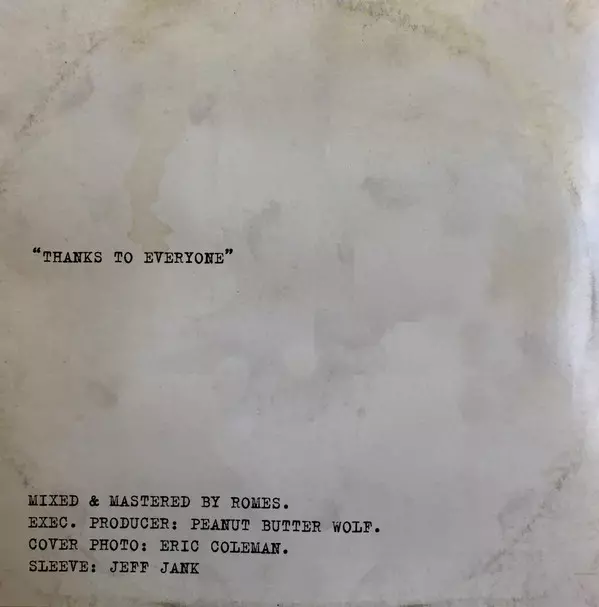 “THANKS TO EVERYONE”
MIXED & MASTERED BY ROMES.
EXEC. PRODUCER: PEANUT BUTTER WOLF.
COVER PHOTO: ERIC COLEMAN.
SLEEVE: JEFF JANK